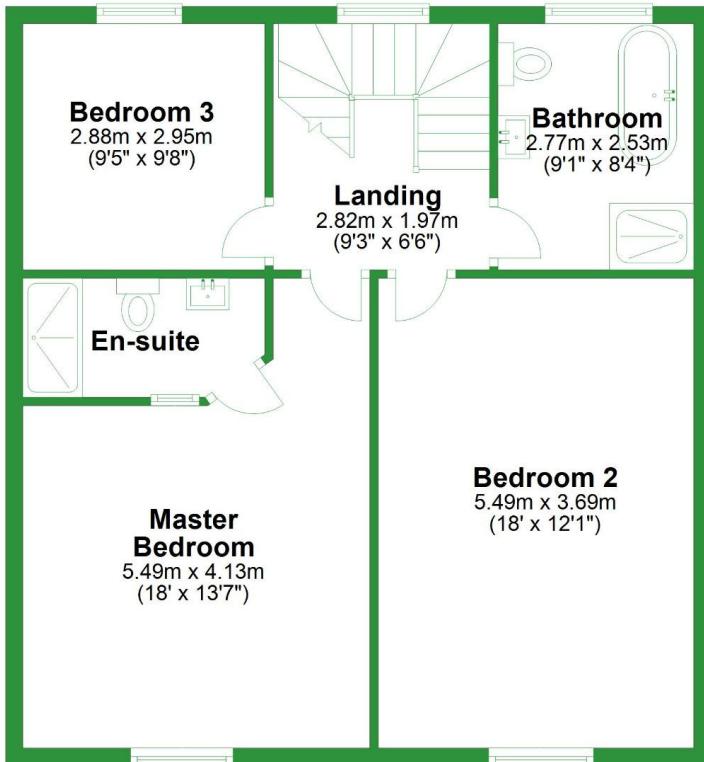 Bedroom 3
2.88m x 2.95m
(9'5" x 9'8")
Landing
2.82m x 1.97m
(9'3" x 6'6")
Bathroom
2.77m x 2.53m
(9'1" x 8'4")
En-suite
Master
Bedroom
5.49m x 4.13m
(18' x 13'7")
Bedroom 2
5.49m x 3.69m
(18' x 12'1")